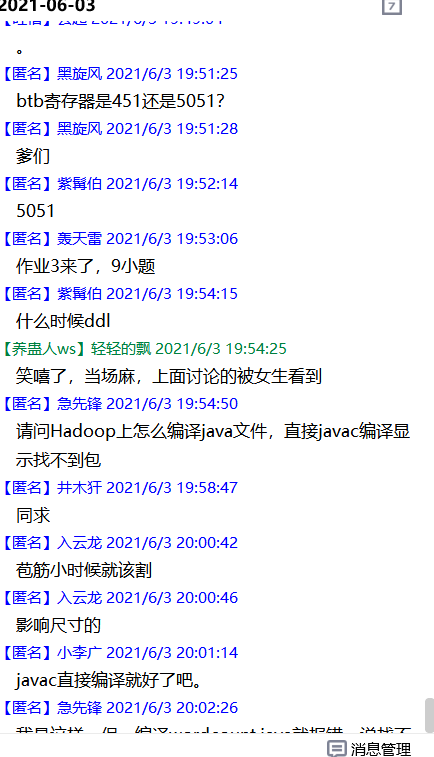 2021-06-03
7
。
【匿名】黑旋风 2021/6/3 19:51:25
btb寄存器是451还是5051？
【匿名】黑旋风 2021/6/3 19:51:28
爹们
【匿名】紫髯伯 2021/6/3 19:52:14
5051
【匿名】轰天雷 2021/6/3 19:53:06
作业3来了，9小题
【匿名】紫髯伯 2021/6/3 19:54:15
什么时候ddl
【养蛊人ws】轻轻的飘 2021/6/3 19:54:25
笑嘻了，当场麻，上面讨论的被女生看到
【匿名】急先锋 2021/6/3 19:54:50
请问Hadoop上怎么编译java文件，直接javac编译显
示找不到包
【匿名】井木犴 2021/6/3 19:58:47
同求
【匿名】入云龙 2021/6/3 20:00:42
苞筋小时候就该割
【匿名】入云龙 2021/6/3 20:00:46
影响尺寸的
【匿名】小李广 2021/6/3 20:01:14
javac直接编译就好了吧。
【匿名】急先锋 2021/6/3 20:02:26
消息管理